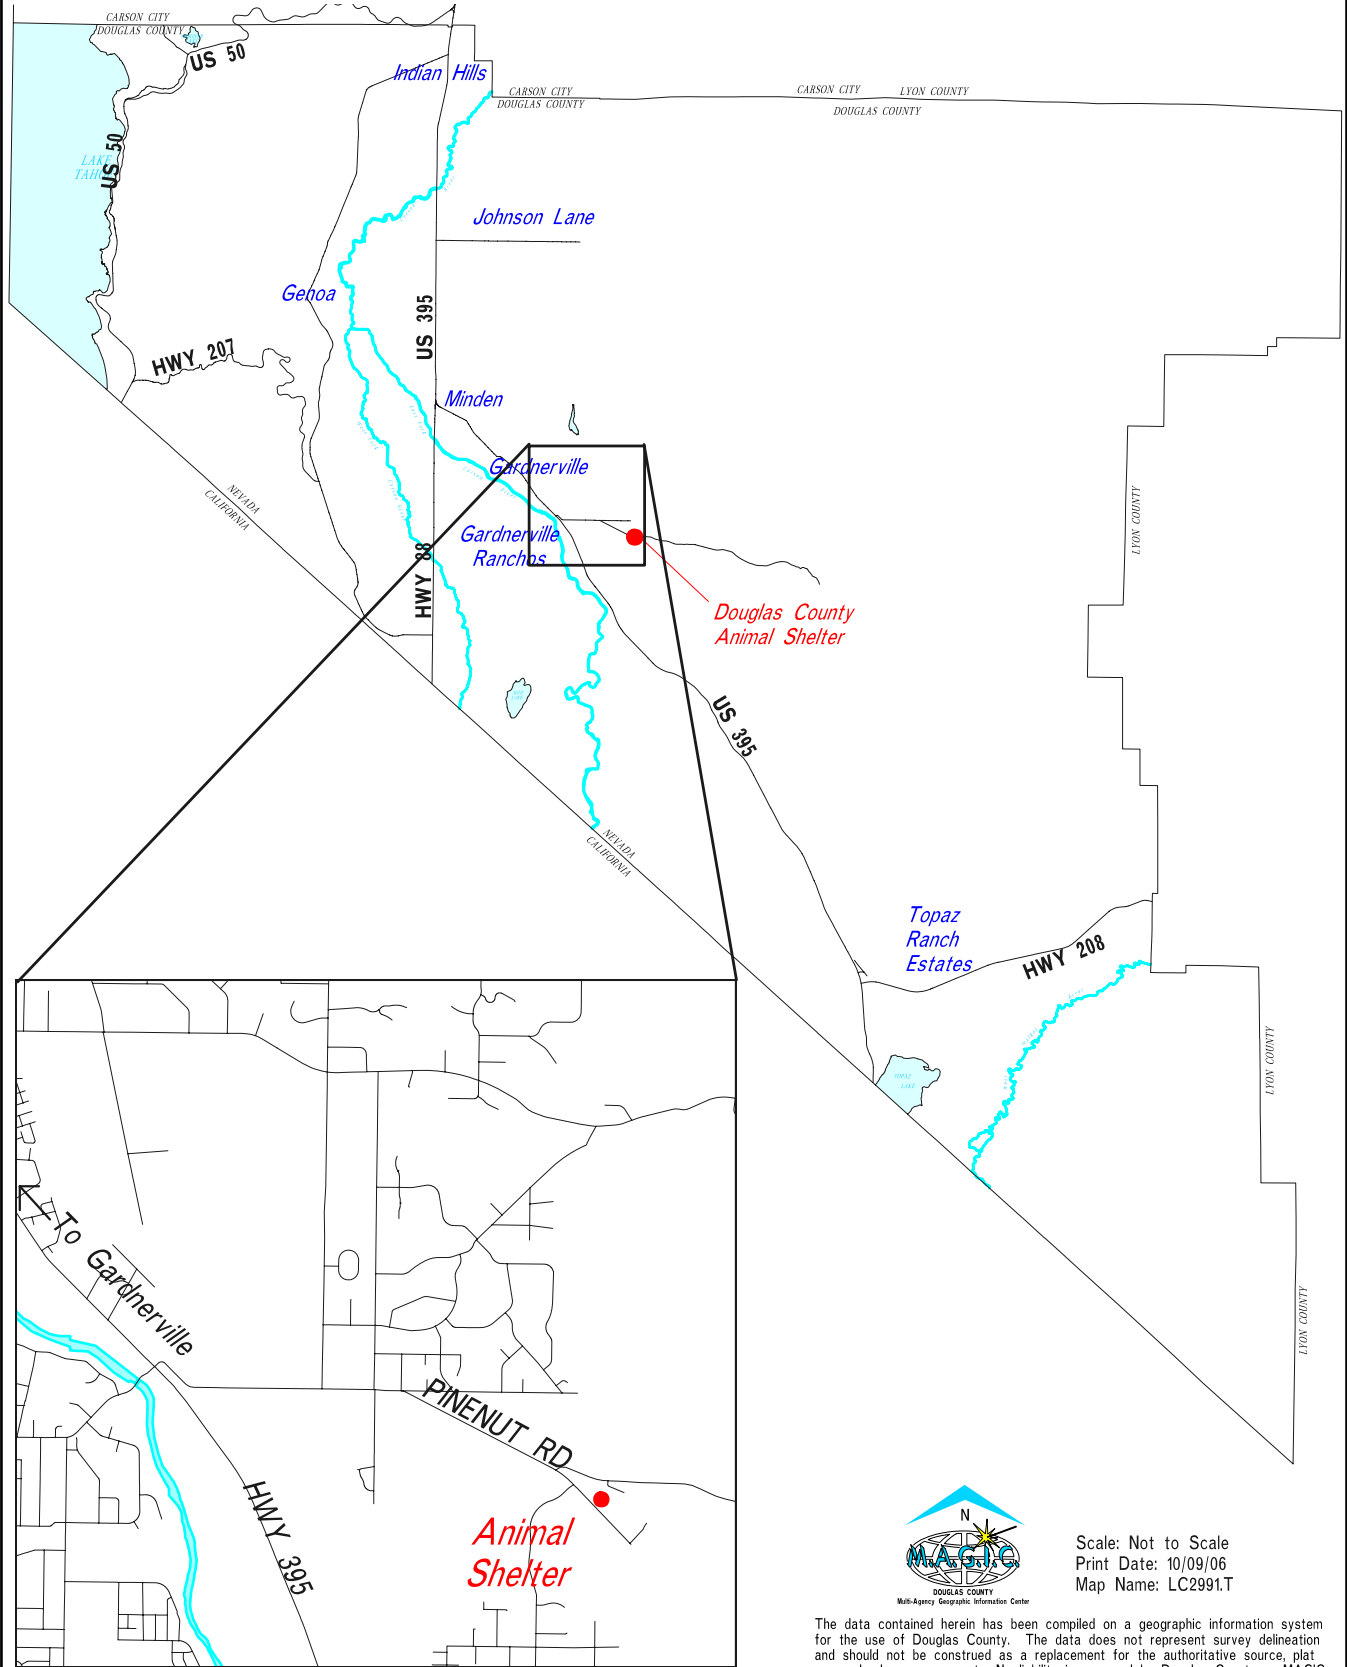 CARSON CITY
DOUGLAS COUNTY
US 50
Indian Hills
CARSON CITY
DOUGLAS COUNTY
CARSON CITY
LYON COUNTY
DOUGLAS COUNTY
US 50
LAKE
Johnson Lane
Genoa
US 395
HWY 207
Minden
Gardnerville
NEVADA
CALIFORNIA
LYON COUNTY
Gardnerville
Ranchos
HWY 88
Douglas County
Animal Shelter
US 395
NEVADA
CALIFORNIA
Topaz
Ranch
Estates
HWY 208
LYON COUNTY
TOPAZ
LAKE
LYON COUNTY
To Gardnerville
PINENUT RD
HWY 395
Animal
Shelter
N
M.A.G.I.C.
DOUGLAS COUNTY
Multi-Agency Geographic Information Center
Scale: Not to Scale
Print Date: 10/09/06
Map Name: LC2991.T
The data contained herein has been compiled on a geographic information system
for the use of Douglas County. The data does not represent survey delineation
and should not be construed as a replacement for the authoritative source, plat